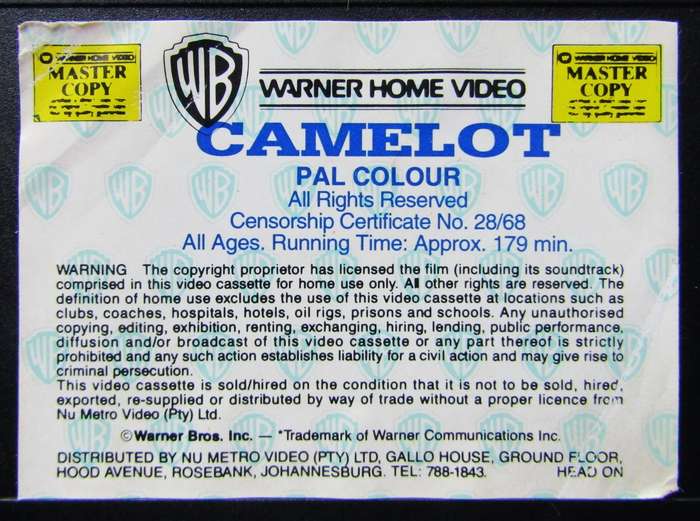 WARNER HOME VIDEO
MASTER
COPY
WB
WARNER HOME VIDEO
WARNER HOME VIDEO
MASTER
COPY
CAMELOT
PAL COLOUR
All Rights Reserved
Censorship Certificate No. 28/68
All Ages. Running Time: Approx. 179 min.
WARNING The copyright proprietor has licensed the film (including its soundtrack)
comprised in this video cassette for home use only. All other rights are reserved. The
definition of home use excludes the use of this video cassette at locations such as
clubs, coaches, hospitals, hotels, oil rigs, prisons and schools. Any unauthorised
copying, editing, exhibition, renting, exchanging, hiring, lending, public performance,
diffusion and/or broadcast of this video cassette or any part thereof is strictly
prohibited and any such action establishes liability for a civil action and may give rise to
criminal persecution.
This video cassette is sold/hired on the condition that it is not to be sold, hired,
exported, re-supplied or distributed by way of trade without a proper licence from
Nu Metro Video (Pty) Ltd.
©Warner Bros. Inc. — *Trademark of Warner Communications Inc.
DISTRIBUTED BY NU METRO VIDEO (PTY) LTD, GALLO HOUSE, GROUND FLOOR,
HOOD AVENUE, ROSEBANK, JOHANNESBURG. TEL: 788-1843. HEAD ON